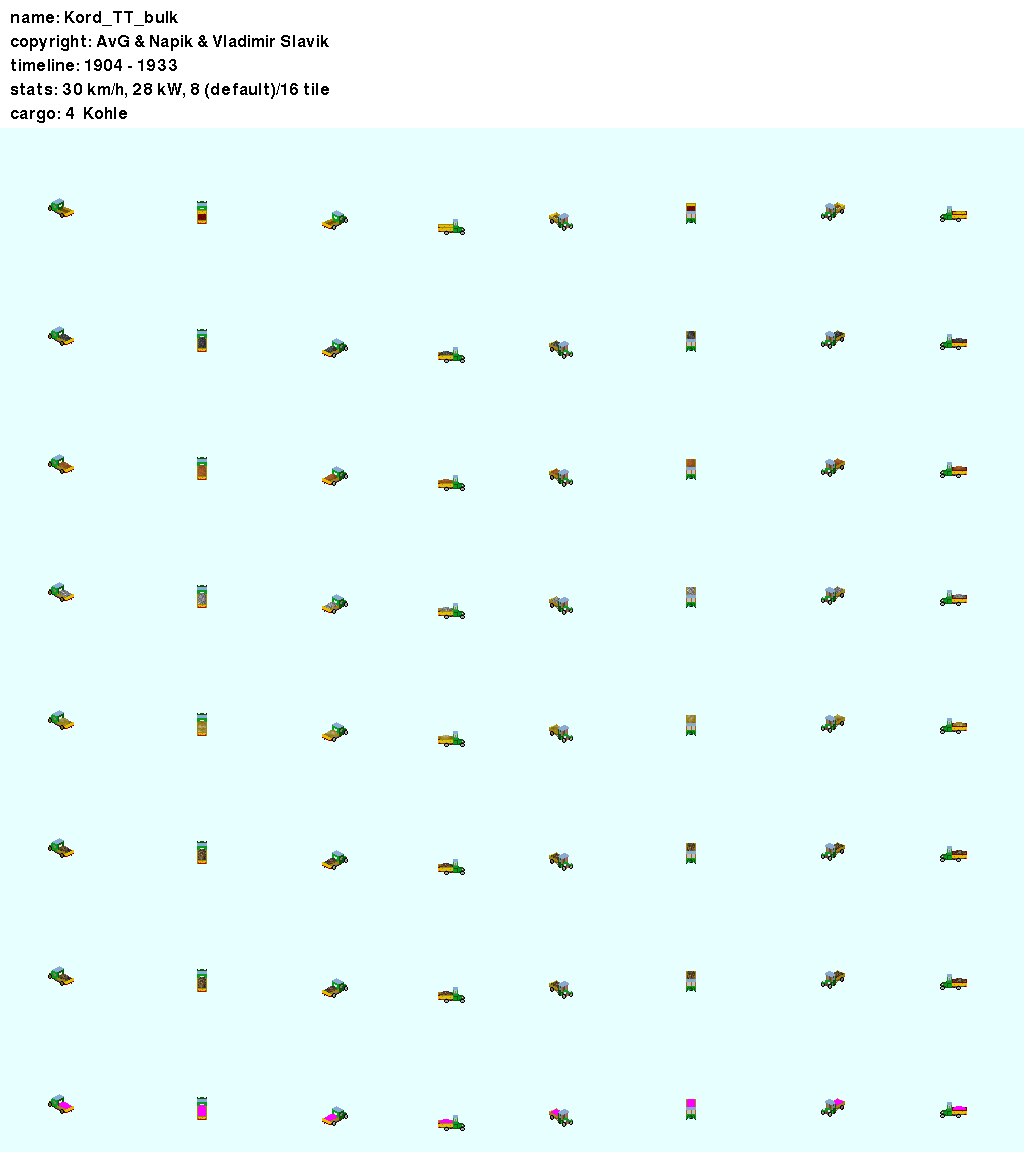 name: Kord_TT_bulk
copyright: AvG & Napik & Vladimir Slavik
timeline: 1904 - 1933
stats: 30 km/h, 28 kW, 8 (default)/16 tile
cargo: 4  Kohle